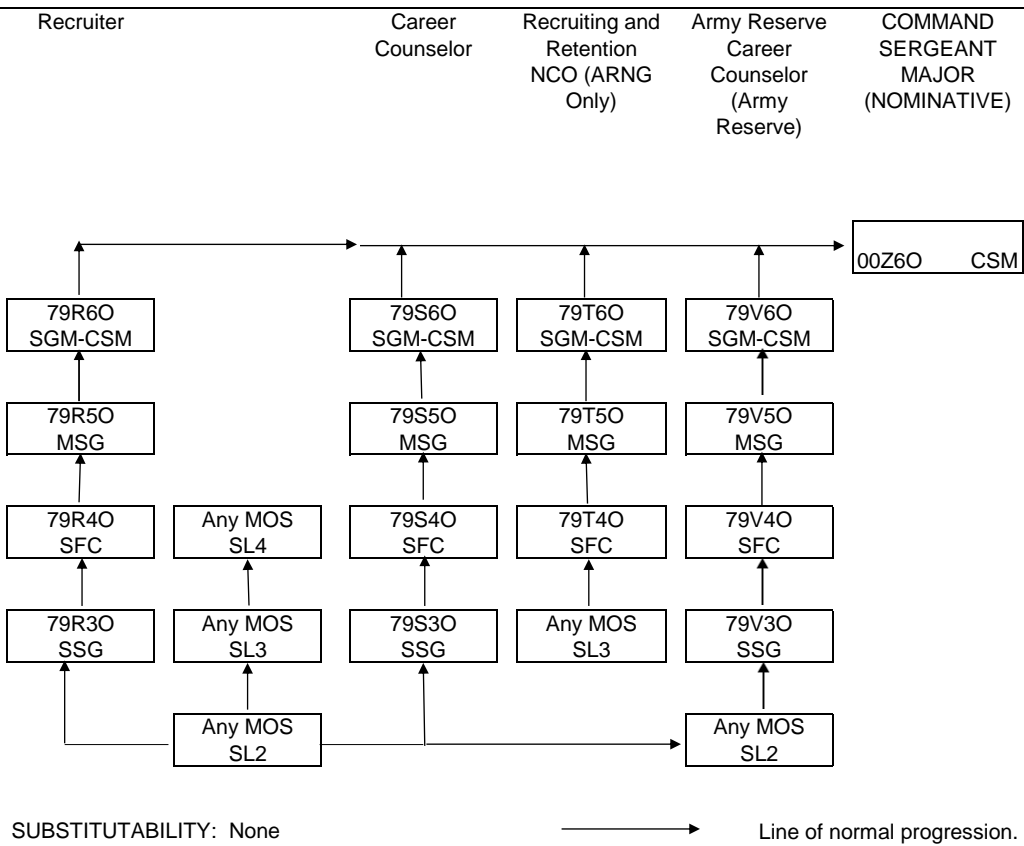 Recruiter
Career
Counselor
Recruiting and
Retention
NCO (ARNG
Only)
Army Reserve
Career
Counselor
(Army
Reserve)
COMMAND
SERGEANT
MAJOR
(NOMINATIVE)
00Z6O CSM
79R6O
SGM-CSM
79S6O
SGM-CSM
79T6O
SGM-CSM
79V6O
SGM-CSM
79R5O
MSG
79S5O
MSG
79T5O
MSG
79V5O
MSG
79R4O
SFC
Any MOS
SL4
79S4O
SFC
79T4O
SFC
79V4O
SFC
79R3O
SSG
Any MOS
SL3
79S3O
SSG
Any MOS
SL3
79V3O
SSG
Any MOS
SL2
Any MOS
SL2
SUBSTITUTABILITY: None
Line of normal progression.